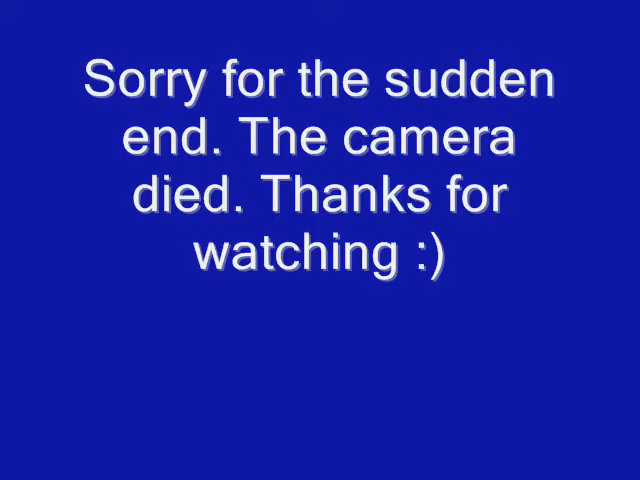 Sorry for the sudden
end. The camera
died. Thanks for
watching :)